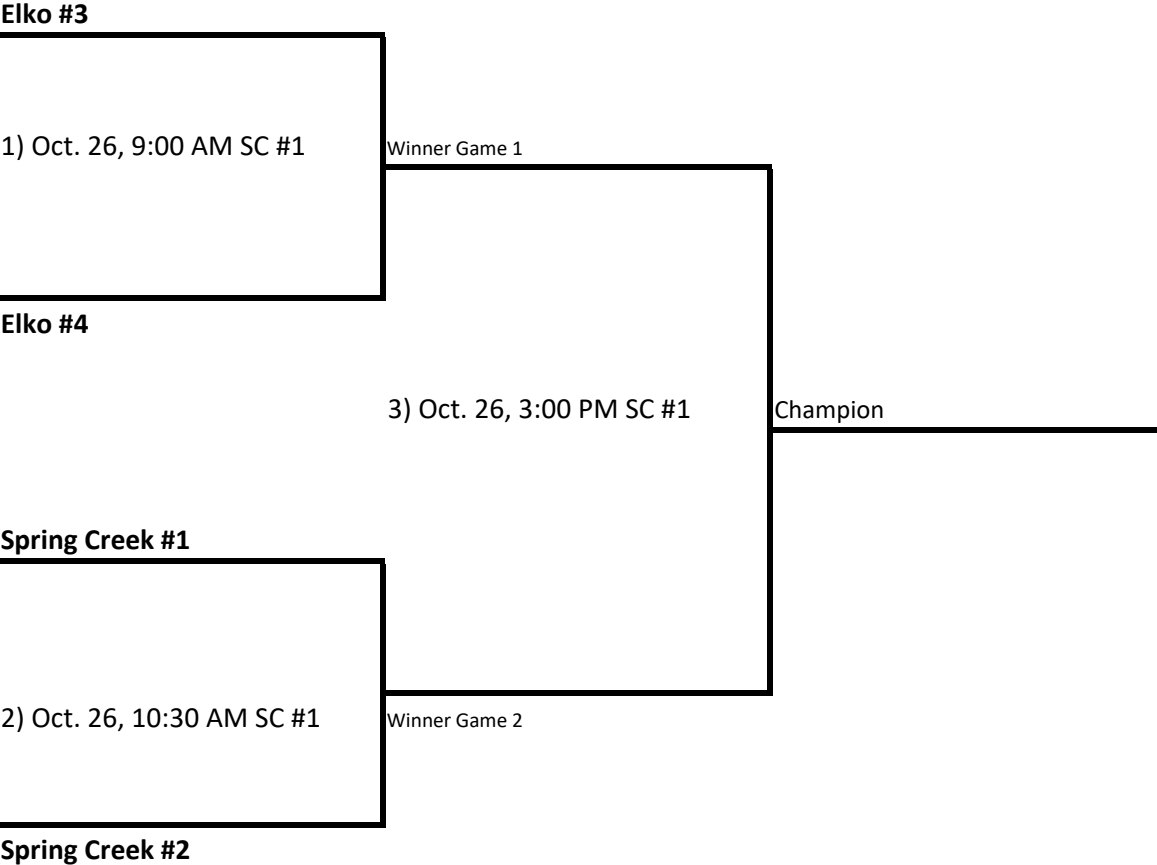 Elko #3
1) Oct. 26, 9:00 AM SC #1
Winner Game 1
Elko #4
3) Oct. 26, 3:00 PM SC #1
Champion
Spring Creek #1
2) Oct. 26, 10:30 AM SC #1
Winner Game 2
Spring Creek #2